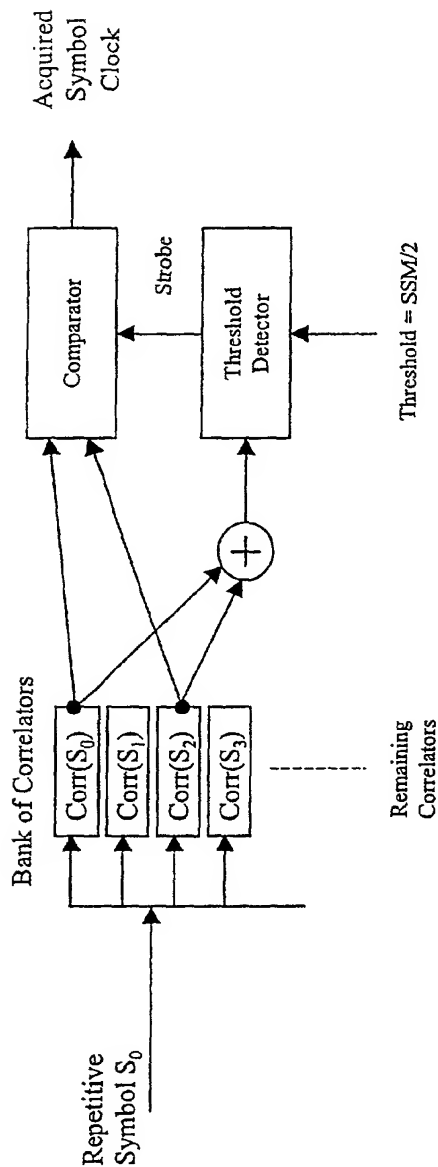 Repetitive
Symbol S₀
Bank of Correlators
Corr(S₀)
Corr(S₁)
Corr(S₂)
Corr(S₃)
Remaining
Correlators
+
Comparator
Strobe
Threshold
Detector
Threshold = SSM/2
Acquired
Symbol
Clock